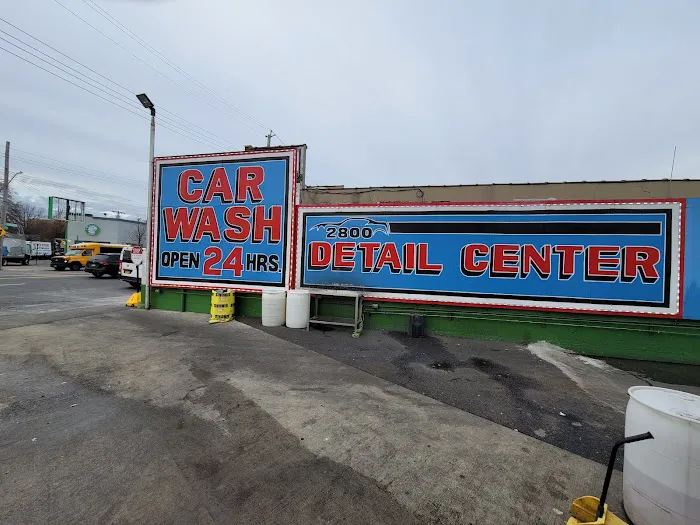 CAR
WASH
OPEN 24 HRS.
2800
DETAIL CENTER